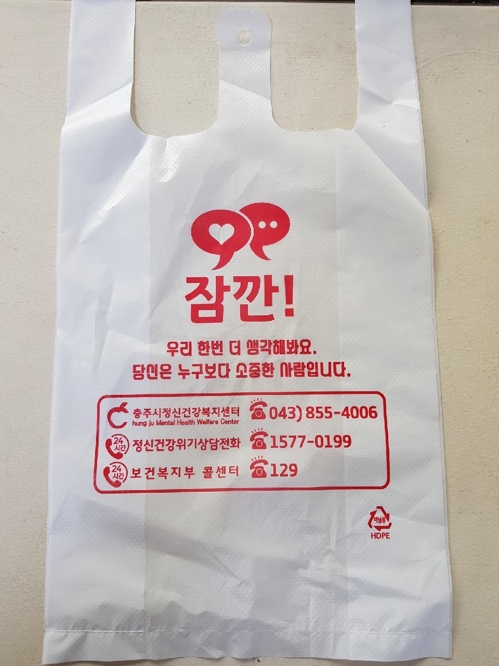 잠깐!
우리 한번 더 생각해봐요.
당신은 누구보다 소중한 사람입니다.
충주시정신건강복지센터 043) 855-4006
hung ju Mental Health Welfare Center
24시간 정신건강위기상담전화 1577-0199
24시간 보건복지부 콜센터 129
비닐류
HDPE